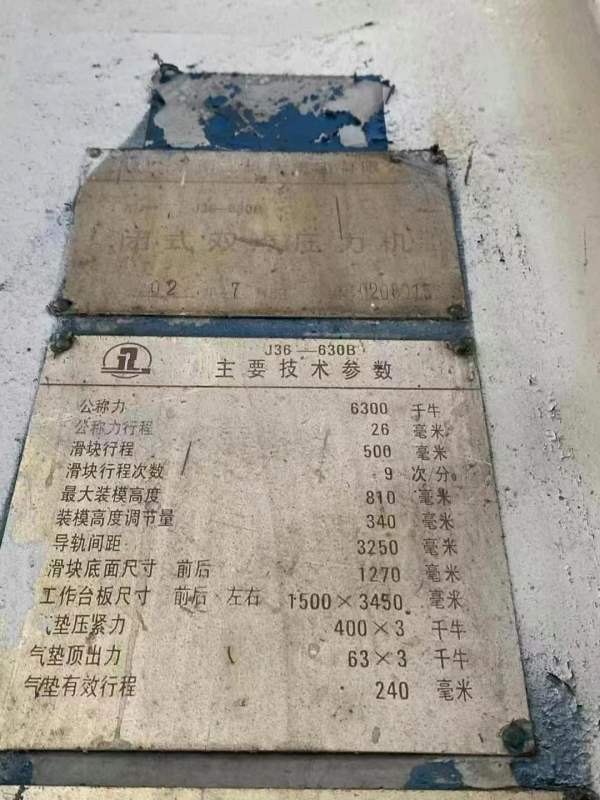 J36-630B
闭式双点压力机
02 7 0208015
J36-630B
主要技术参数
公称力 6300 千牛
公称力行程 26 毫米
滑块行程 500 毫米
滑块行程次数 9 次/分
最大装模高度 810 毫米
装模高度调节量 340 毫米
导轨间距 3250 毫米
滑块底面尺寸 前后 1270 毫米
工作台板尺寸 前后 左右 1500×3450 毫米
气垫压紧力 400×3 千牛
气垫顶出力 63×3 千牛
气垫有效行程 240 毫米